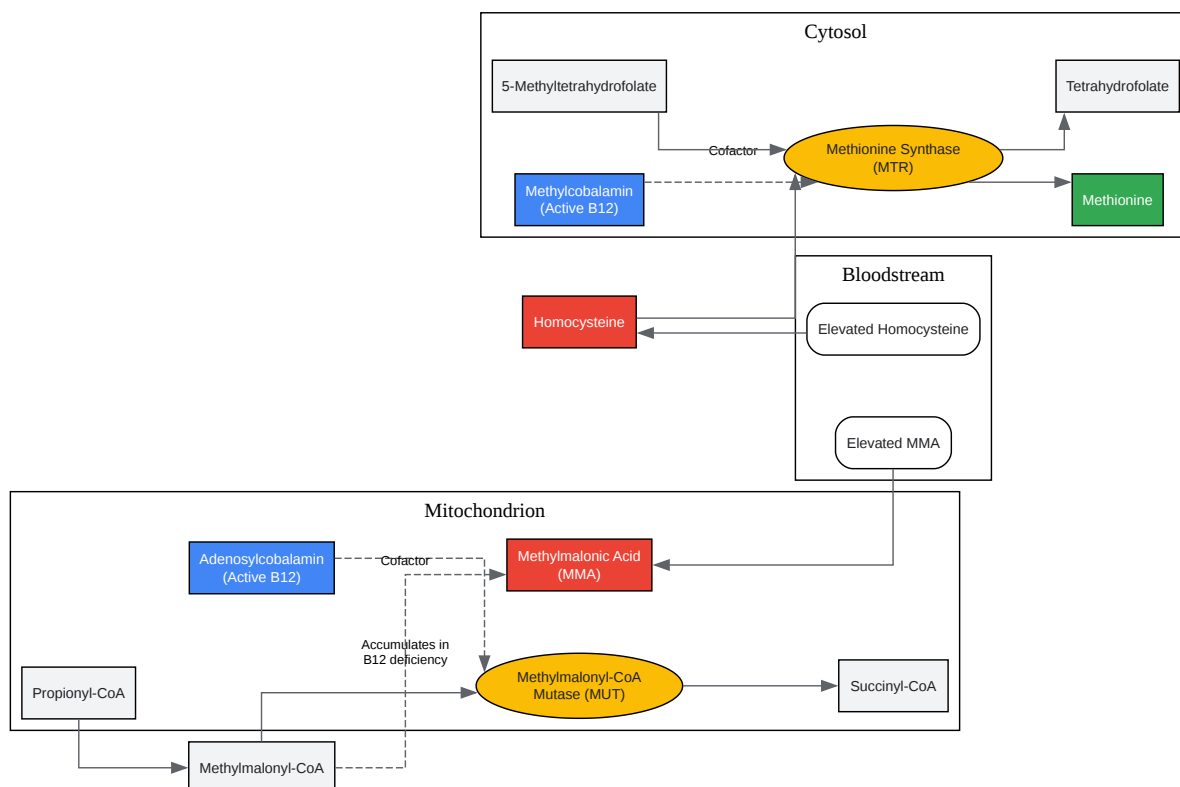 Cytosol
5-Methyltetrahydrofolate
Tetrahydrofolate
Cofactor
Methionine Synthase
(MTR)
Methylcobalamin
(Active B12)
Methionine
Bloodstream
Homocysteine
Elevated Homocysteine
Elevated MMA
Mitochondrion
Adenosylcobalamin
(Active B12)
Cofactor
Methylmalonic Acid
(MMA)
Accumulates in
B12 deficiency
Propionyl-CoA
Methylmalonyl-CoA
Mutase (MUT)
Succinyl-CoA
Methylmalonyl-CoA